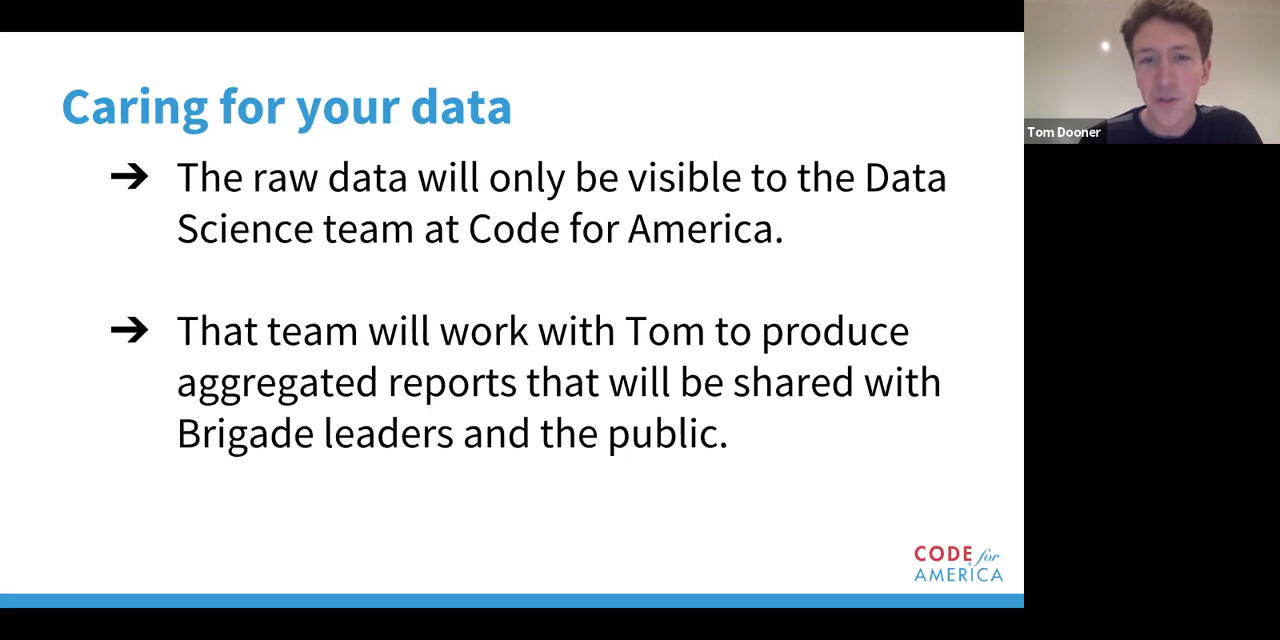 Caring for your data
➔ The raw data will only be visible to the Data
Science team at Code for America.
➔ That team will work with Tom to produce
aggregated reports that will be shared with
Brigade leaders and the public.
CODE for
AMERICA
Tom Dooner